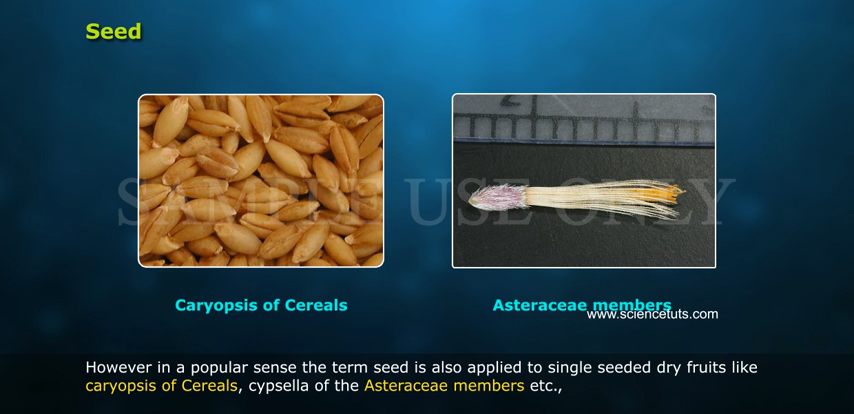 Seed
SAMPLE USE ONLY
Caryopsis of Cereals
Asteraceae members
www.sciencetuts.com
However in a popular sense the term seed is also applied to single seeded dry fruits like
caryopsis of Cereals, cypsella of the Asteraceae members etc.,